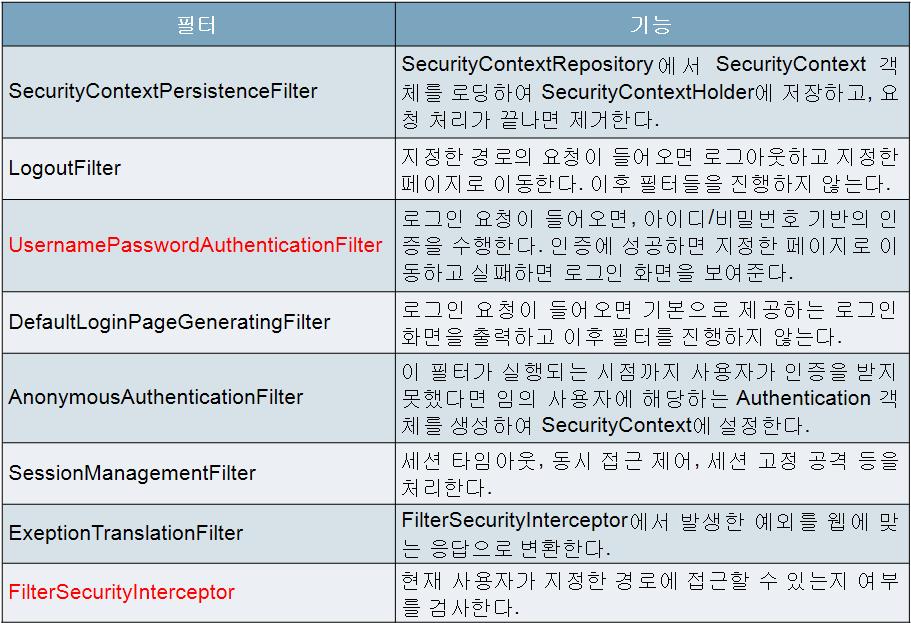 필터
기능
SecurityContextPersistenceFilter
SecurityContextRepository에서 SecurityContext 객
체를 로딩하여 SecurityContextHolder에 저장하고, 요
청 처리가 끝나면 제거한다.
LogoutFilter
지정한 경로의 요청이 들어오면 로그아웃하고 지정한
페이지로 이동한다. 이후 필터들을 진행하지 않는다.
UsernamePasswordAuthenticationFilter
로그인 요청이 들어오면, 아이디/비밀번호 기반의 인
증을 수행한다. 인증에 성공하면 지정한 페이지로 이
동하고 실패하면 로그인 화면을 보여준다.
DefaultLoginPageGeneratingFilter
로그인 요청이 들어오면 기본으로 제공하는 로그인
화면을 출력하고 이후 필터를 진행하지 않는다.
AnonymousAuthenticationFilter
이 필터가 실행되는 시점까지 사용자가 인증을 받지
못했다면 임의 사용자에 해당하는 Authentication 객
체를 생성하여 SecurityContext에 설정한다.
SessionManagementFilter
세션 타임아웃, 동시 접근 제어, 세션 고정 공격 등을
처리한다.
ExeptionTranslationFilter
FilterSecurityInterceptor에서 발생한 예외를 웹에 맞
는 응답으로 변환한다.
FilterSecurityInterceptor
현재 사용자가 지정한 경로에 접근할 수 있는지 여부
를 검사한다.